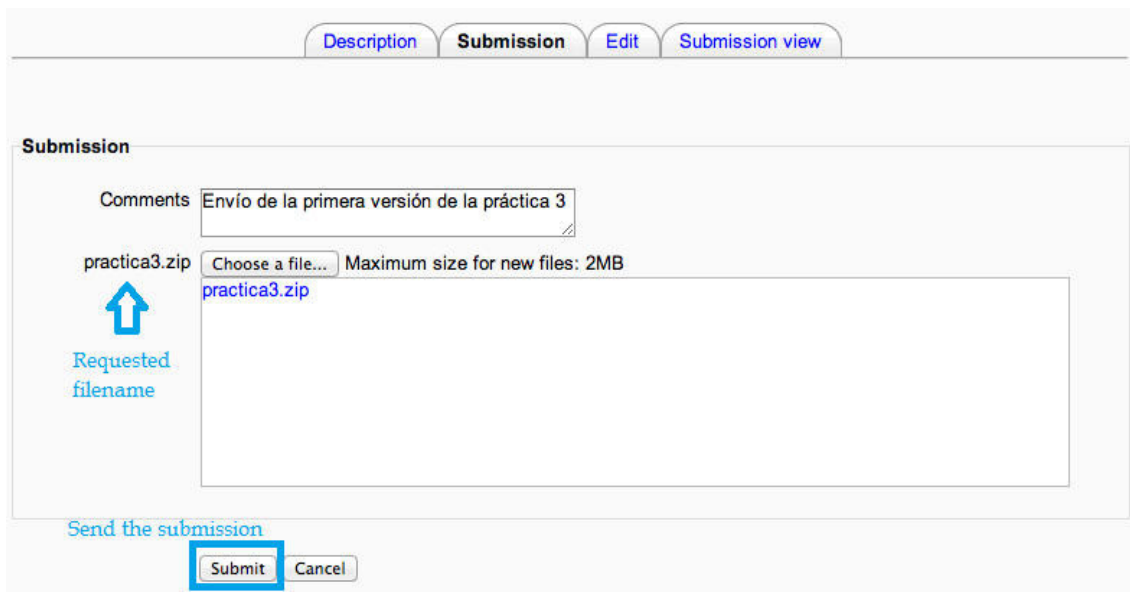 Description Submission Edit Submission view
Submission
Comments Envío de la primera versión de la práctica 3
practica3.zip Choose a file... Maximum size for new files: 2MB
practica3.zip
Requested
filename
Send the submission
Submit Cancel